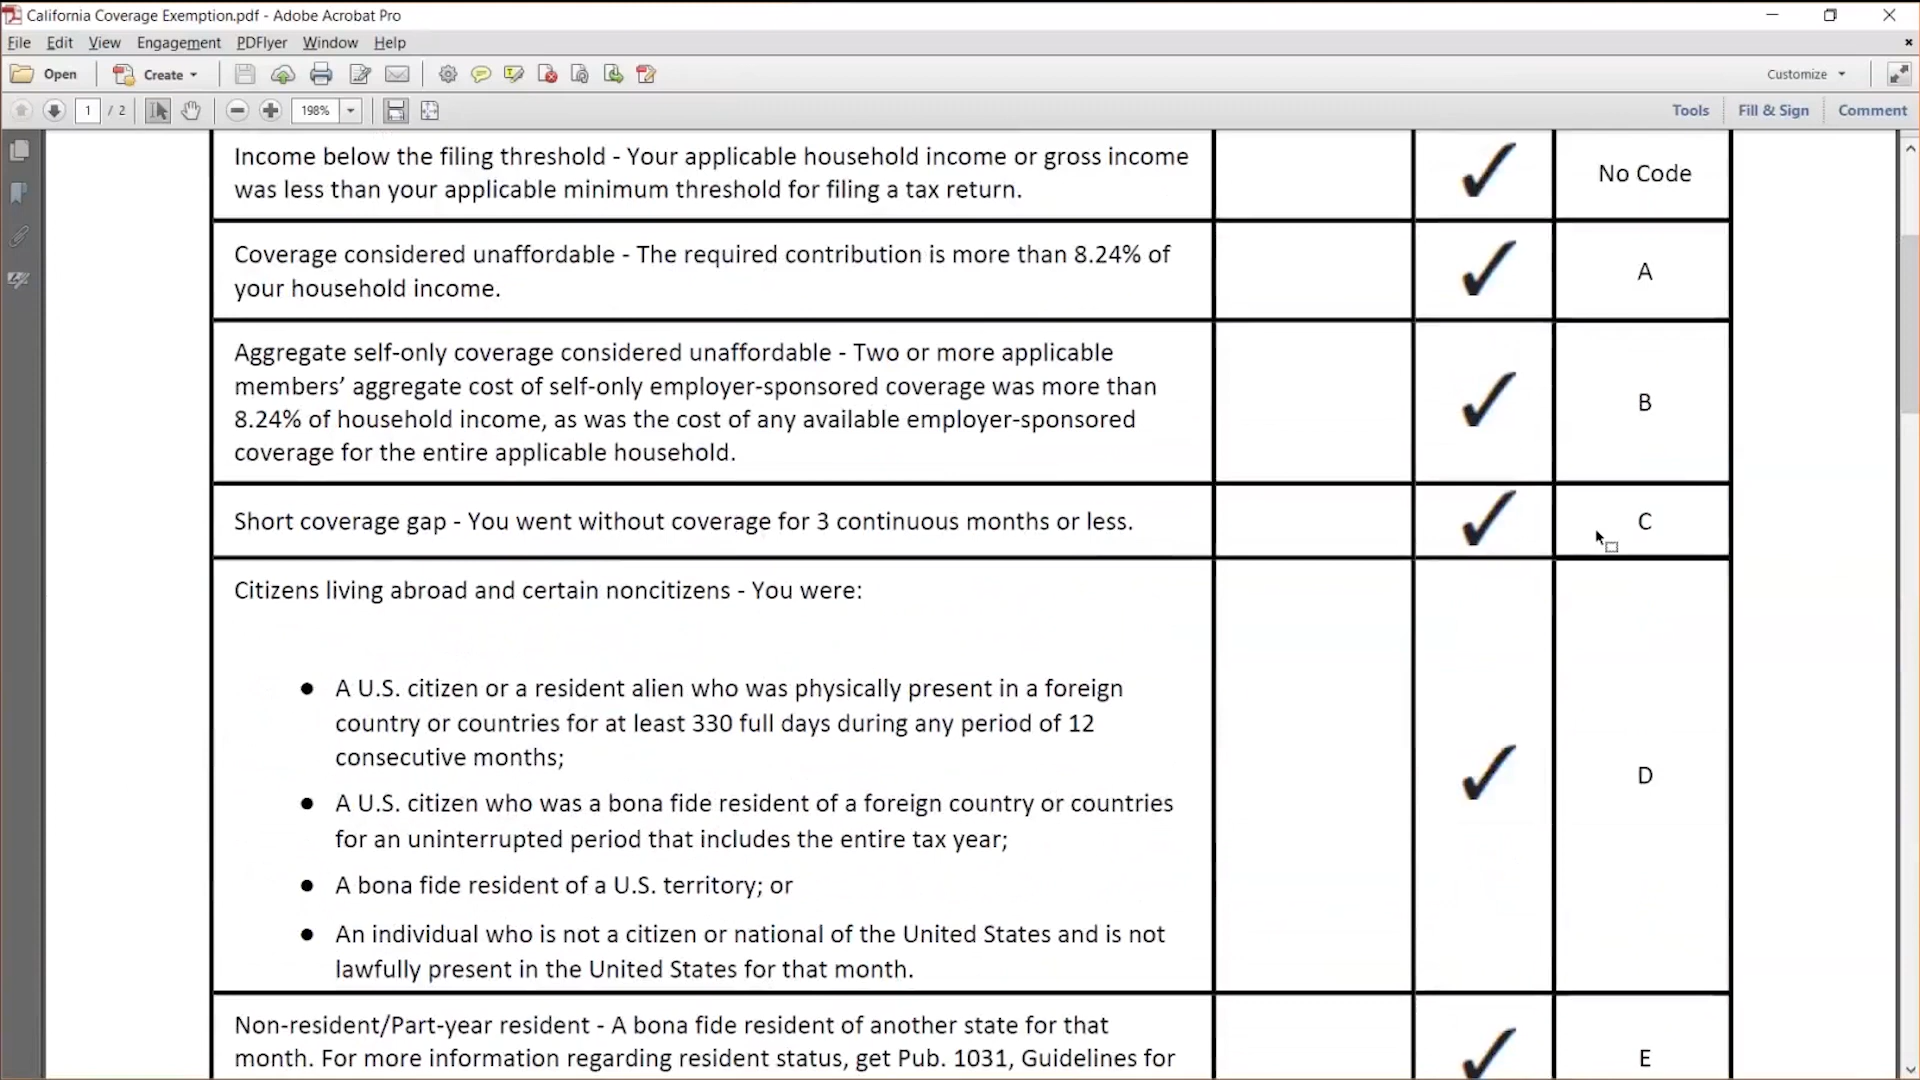 California Coverage Exemption.pdf - Adobe Acrobat Pro
File Edit View Engagement PDFlyer Window Help
Open Create Customize
1 / 2 198% Tools Fill & Sign Comment
Income below the filing threshold - Your applicable household income or gross income
was less than your applicable minimum threshold for filing a tax return.
No Code
Coverage considered unaffordable - The required contribution is more than 8.24% of
your household income.
A
Aggregate self-only coverage considered unaffordable - Two or more applicable
members’ aggregate cost of self-only employer-sponsored coverage was more than
8.24% of household income, as was the cost of any available employer-sponsored
coverage for the entire applicable household.
B
Short coverage gap - You went without coverage for 3 continuous months or less.
C
Citizens living abroad and certain noncitizens - You were:
● A U.S. citizen or a resident alien who was physically present in a foreign
country or countries for at least 330 full days during any period of 12
consecutive months;
● A U.S. citizen who was a bona fide resident of a foreign country or countries
for an uninterrupted period that includes the entire tax year;
● A bona fide resident of a U.S. territory; or
● An individual who is not a citizen or national of the United States and is not
lawfully present in the United States for that month.
D
Non-resident/Part-year resident - A bona fide resident of another state for that
month. For more information regarding resident status, get Pub. 1031, Guidelines for
E